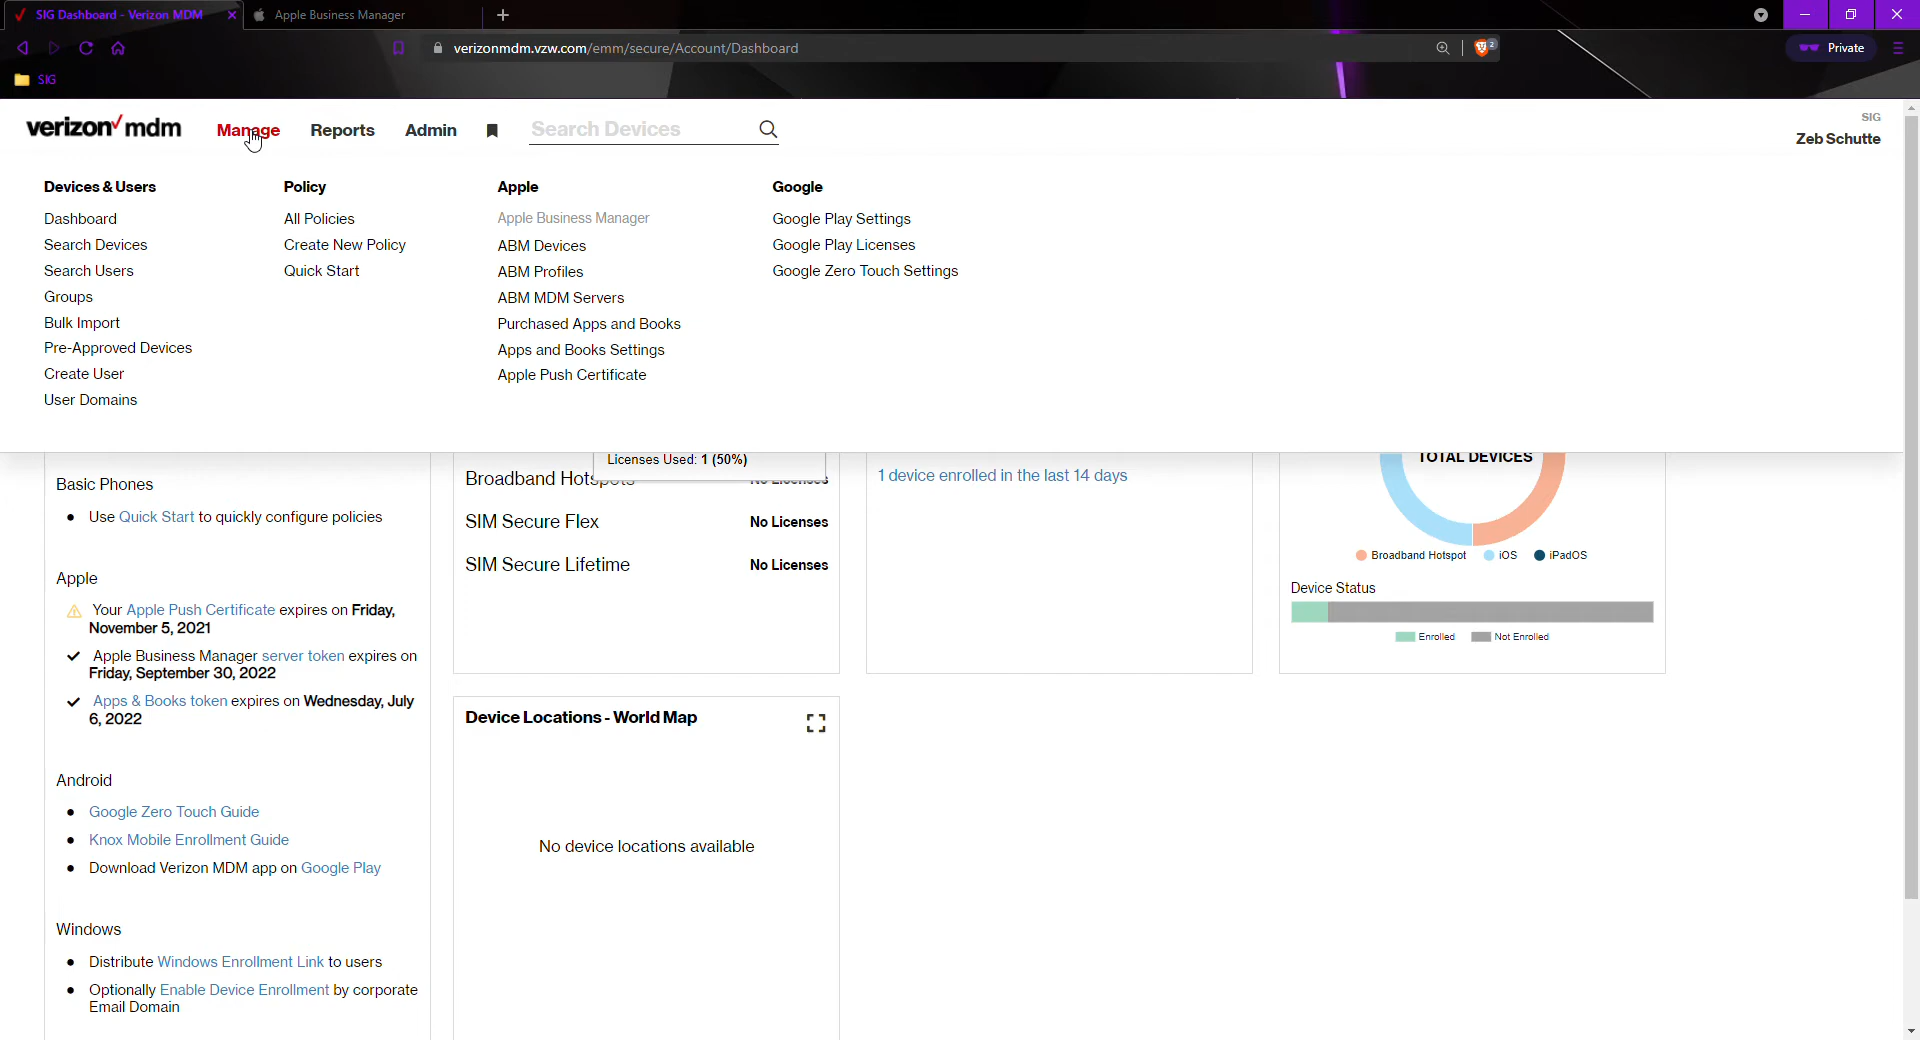 SIG Dashboard - Verizon MDM
Apple Business Manager
verizonmdm.vzw.com/emm/secure/Account/Dashboard
2
Private
SIG
verizon mdm
Manage
Reports
Admin
Search Devices
SIG
Zeb Schutte
Devices & Users
Dashboard
Search Devices
Search Users
Groups
Bulk Import
Pre-Approved Devices
Create User
User Domains
Policy
All Policies
Create New Policy
Quick Start
Apple
Apple Business Manager
ABM Devices
ABM Profiles
ABM MDM Servers
Purchased Apps and Books
Apps and Books Settings
Apple Push Certificate
Google
Google Play Settings
Google Play Licenses
Google Zero Touch Settings
Basic Phones
Use Quick Start to quickly configure policies
Apple
Your Apple Push Certificate expires on Friday,
November 5, 2021
Apple Business Manager server token expires on
Friday, September 30, 2022
Apps & Books token expires on Wednesday, July
6, 2022
Android
Google Zero Touch Guide
Knox Mobile Enrollment Guide
Download Verizon MDM app on Google Play
Windows
Distribute Windows Enrollment Link to users
Optionally Enable Device Enrollment by corporate
Email Domain
Licenses Used: 1 (50%)
Broadband Hotspots No Licenses
SIM Secure Flex No Licenses
SIM Secure Lifetime No Licenses
Device Locations - World Map
No device locations available
1 device enrolled in the last 14 days
TOTAL DEVICES
Broadband Hotspot iOS iPadOS
Device Status
Enrolled Not Enrolled